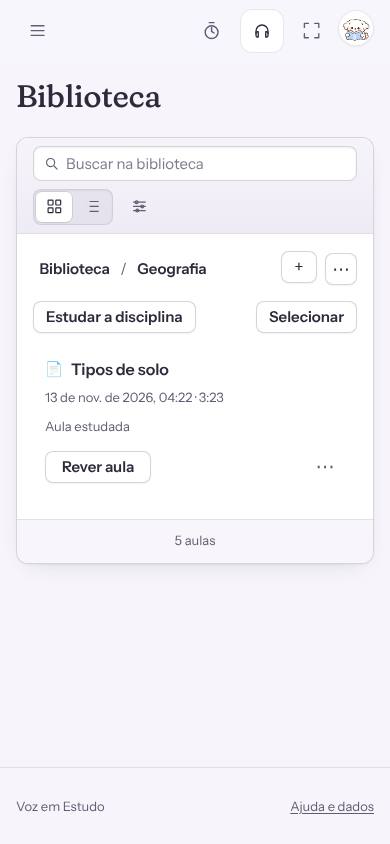 Biblioteca
Buscar na biblioteca
Biblioteca / Geografia
+ ...
Estudar a disciplina
Selecionar
Tipos de solo
13 de nov. de 2026, 04:22 · 3:23
Aula estudada
Rever aula
...
5 aulas
Voz em Estudo
Ajuda e dados